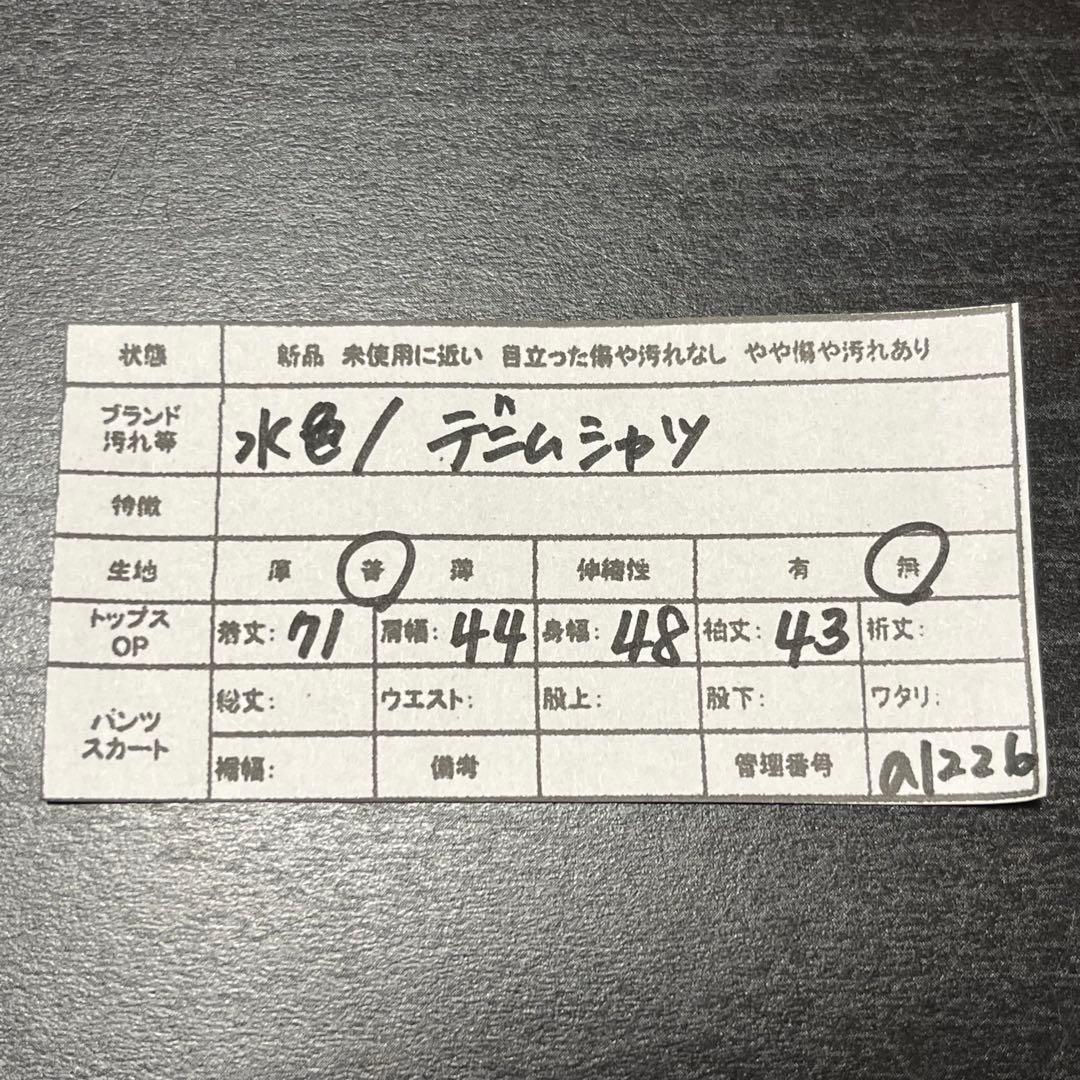 状態 新品 未使用に近い 目立った傷や汚れなし やや傷や汚れあり
ブランド
汚れ等 水色/デニムシャツ
特徴
生地 厚 普 薄 伸縮性 有 無
トップス
OP 着丈:71 肩幅:44 身幅:48 袖丈:43 裄丈:
パンツ
スカート 総丈: ウエスト: 股上: 股下: ワタリ:
裾幅: 備考 管理番号 a1226